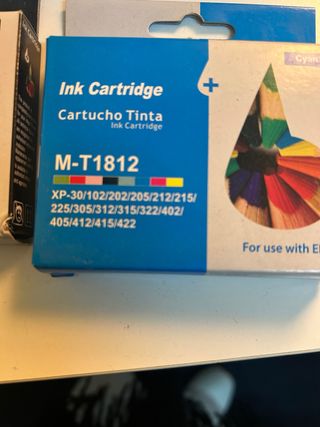 Cyan
Ink Cartridge
+
Cartucho Tinta
Ink Cartridge
M-T1812
XP-30/102/202/205/212/215/
225/305/312/315/322/402/
405/412/415/422
For use with